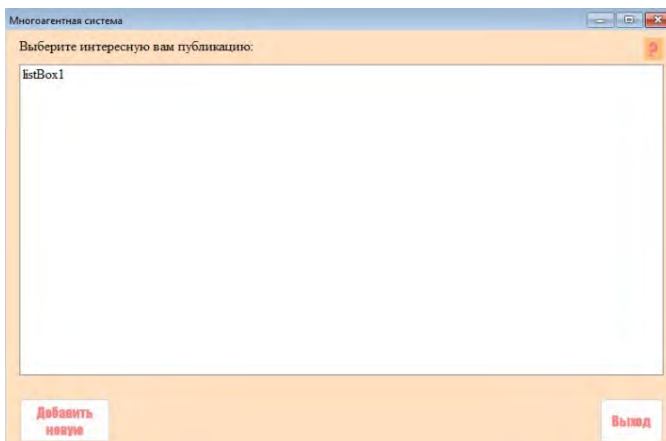 Многоагентная система
Выберите интересную вам публикацию:
?
listBox1
Добавить
новую
Выход